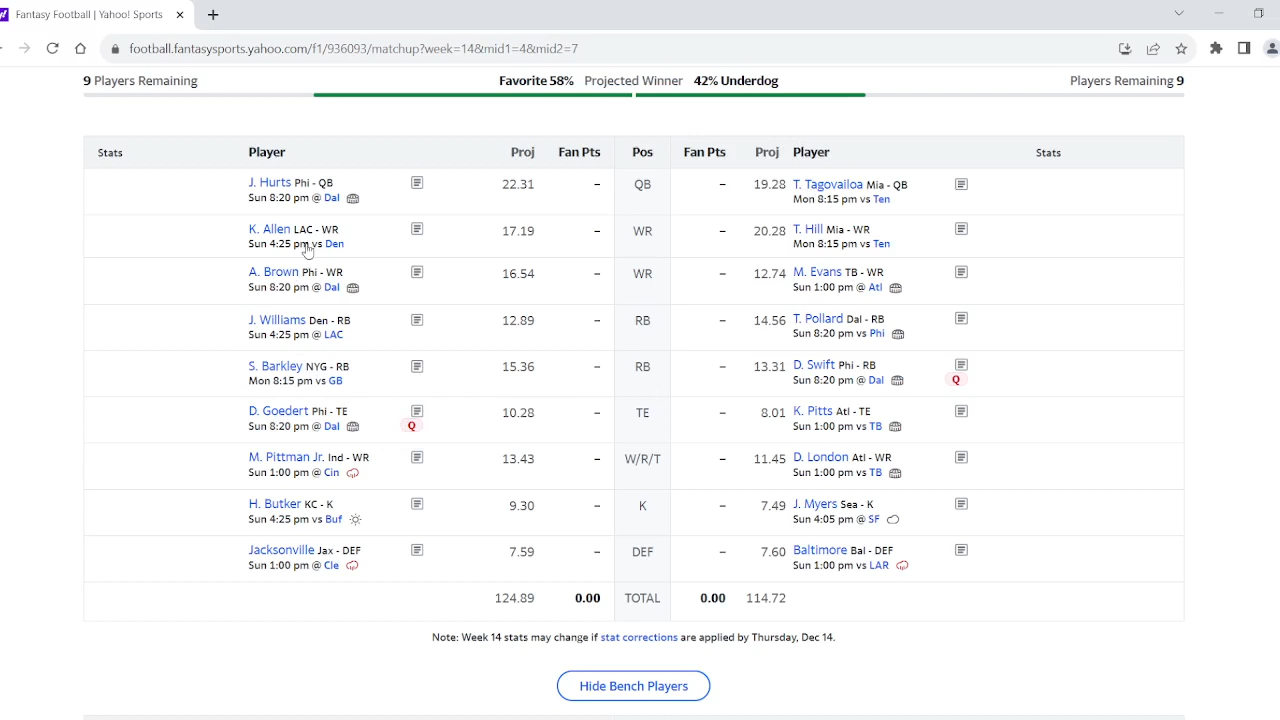 Fantasy Football | Yahoo! Sports
football.fantasysports.yahoo.com/f1/936093/matchup?week=14&mid1=4&mid2=7
9 Players Remaining Favorite 58% Projected Winner 42% Underdog Players Remaining 9
Stats Player Proj Fan Pts Pos Fan Pts Proj Player Stats
J. Hurts Phi - QB 22.31 – QB – 19.28 T. Tagovailoa Mia - QB
Sun 8:20 pm @ Dal Mon 8:15 pm vs Ten
K. Allen LAC - WR 17.19 – WR – 20.28 T. Hill Mia - WR
Sun 4:25 pm vs Den Mon 8:15 pm vs Ten
A. Brown Phi - WR 16.54 – WR – 12.74 M. Evans TB - WR
Sun 8:20 pm @ Dal Sun 1:00 pm @ Atl
J. Williams Den - RB 12.89 – RB – 14.56 T. Pollard Dal - RB
Sun 4:25 pm @ LAC Sun 8:20 pm vs Phi
S. Barkley NYG - RB 15.36 – RB – 13.31 D. Swift Phi - RB
Mon 8:15 pm vs GB Sun 8:20 pm @ Dal Q
D. Goedert Phi - TE 10.28 – TE – 8.01 K. Pitts Atl - TE
Sun 8:20 pm @ Dal Q Sun 1:00 pm vs TB
M. Pittman Jr. Ind - WR 13.43 – W/R/T – 11.45 D. London Atl - WR
Sun 1:00 pm @ Cin Sun 1:00 pm vs TB
H. Butker KC - K 9.30 – K – 7.49 J. Myers Sea - K
Sun 4:25 pm vs Buf Sun 4:05 pm @ SF
Jacksonville Jax - DEF 7.59 – DEF – 7.60 Baltimore Bal - DEF
Sun 1:00 pm @ Cle Sun 1:00 pm vs LAR
124.89 0.00 TOTAL 0.00 114.72
Note: Week 14 stats may change if stat corrections are applied by Thursday, Dec 14.
Hide Bench Players